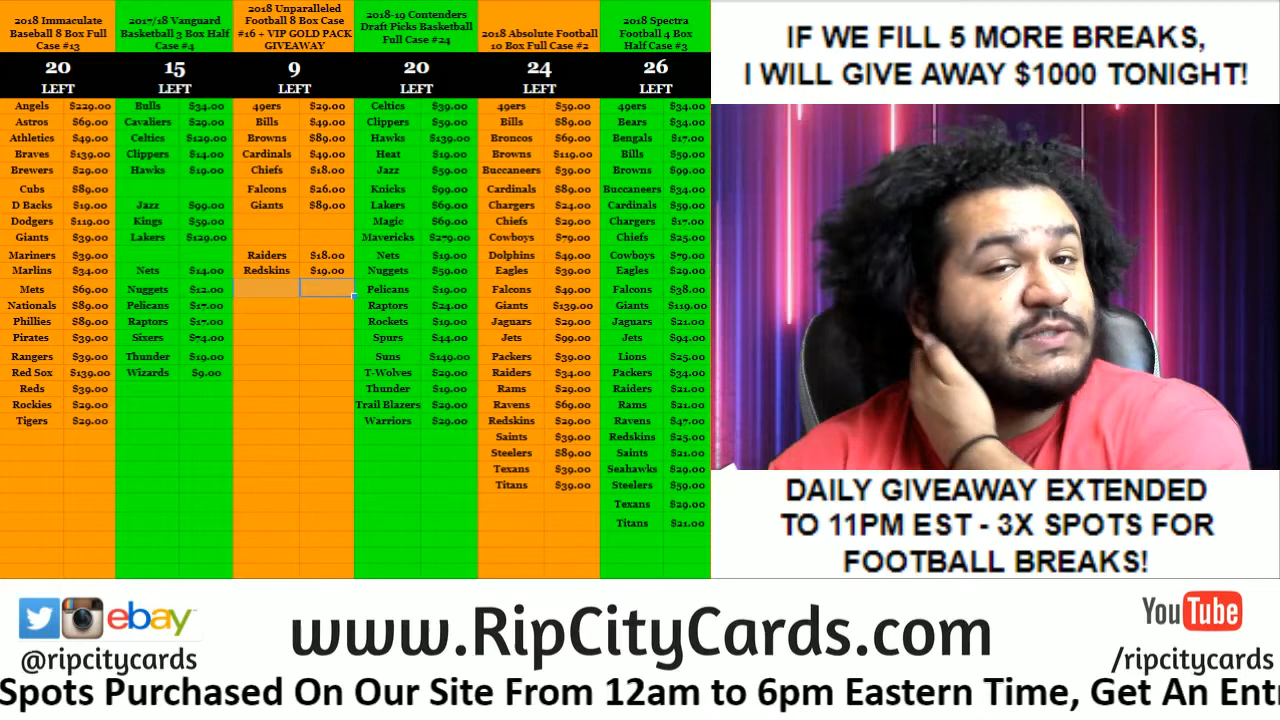 2018 Immaculate
Baseball 8 Box Full
Case #13
20
LEFT
Angels $229.00
Astros $69.00
Athletics $49.00
Braves $139.00
Brewers $29.00
Cubs $89.00
D Backs $19.00
Dodgers $119.00
Giants $39.00
Mariners $39.00
Marlins $34.00
Mets $69.00
Nationals $89.00
Phillies $89.00
Pirates $39.00
Rangers $39.00
Red Sox $139.00
Reds $39.00
Rockies $29.00
Tigers $29.00
2017/18 Vanguard
Basketball 3 Box Half
Case #4
15
LEFT
Bulls $34.00
Cavaliers $29.00
Celtics $129.00
Clippers $14.00
Hawks $19.00
Jazz $99.00
Kings $59.00
Lakers $129.00
Nets $14.00
Nuggets $12.00
Pelicans $17.00
Raptors $17.00
Sixers $74.00
Thunder $19.00
Wizards $9.00
2018 Unparalleled
Football 8 Box Case
#16 + VIP GOLD PACK
GIVEAWAY
9
LEFT
49ers $29.00
Bills $49.00
Browns $89.00
Cardinals $49.00
Chiefs $18.00
Falcons $26.00
Giants $89.00
Raiders $18.00
Redskins $19.00
2018-19 Contenders
Draft Picks Basketball
Full Case #24
20
LEFT
Celtics $39.00
Clippers $59.00
Hawks $139.00
Heat $19.00
Jazz $59.00
Knicks $99.00
Lakers $69.00
Magic $69.00
Mavericks $279.00
Nets $19.00
Nuggets $59.00
Pelicans $19.00
Raptors $24.00
Rockets $19.00
Spurs $44.00
Suns $149.00
T-Wolves $29.00
Thunder $19.00
Trail Blazers $29.00
Warriors $29.00
2018 Absolute Football
10 Box Full Case #2
24
LEFT
49ers $59.00
Bills $89.00
Broncos $69.00
Browns $119.00
Buccaneers $39.00
Cardinals $89.00
Chargers $24.00
Chiefs $29.00
Cowboys $79.00
Dolphins $49.00
Eagles $39.00
Falcons $49.00
Giants $139.00
Jaguars $29.00
Jets $99.00
Packers $39.00
Raiders $34.00
Rams $29.00
Ravens $69.00
Redskins $29.00
Saints $39.00
Steelers $89.00
Texans $39.00
Titans $39.00
2018 Spectra
Football 4 Box
Half Case #3
26
LEFT
49ers $34.00
Bears $34.00
Bengals $17.00
Bills $59.00
Browns $99.00
Buccaneers $34.00
Cardinals $59.00
Chargers $17.00
Chiefs $25.00
Cowboys $79.00
Eagles $29.00
Falcons $38.00
Giants $119.00
Jaguars $21.00
Jets $94.00
Lions $25.00
Packers $34.00
Raiders $21.00
Rams $21.00
Ravens $47.00
Redskins $25.00
Saints $21.00
Seahawks $29.00
Steelers $59.00
Texans $29.00
Titans $21.00
IF WE FILL 5 MORE BREAKS,
I WILL GIVE AWAY $1000 TONIGHT!
DAILY GIVEAWAY EXTENDED
TO 11PM EST - 3X SPOTS FOR
FOOTBALL BREAKS!
ebay
@ripcitycards
www.RipCityCards.com
YouTube
/ripcitycards
Spots Purchased On Our Site From 12am to 6pm Eastern Time, Get An Entr